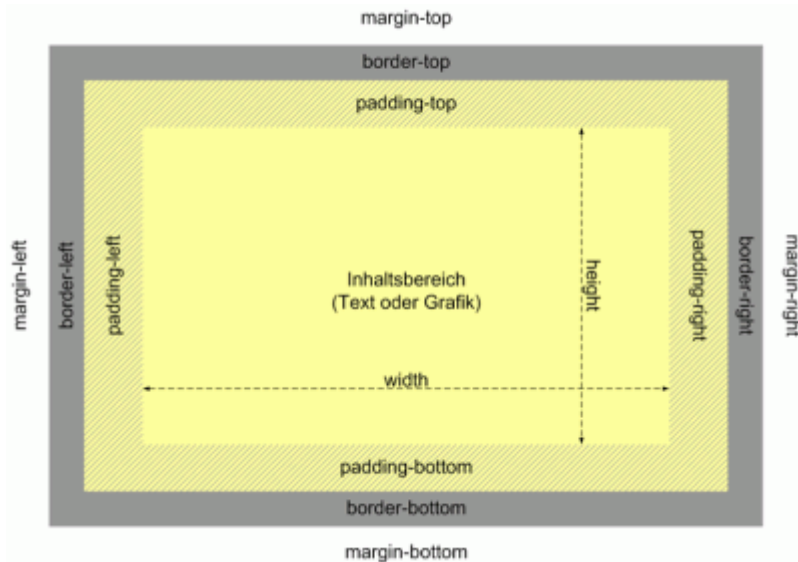 margin-top
border-top
padding-top
margin-left
border-left
padding-left
Inhaltsbereich
(Text oder Grafik)
height
padding-right
border-right
margin-right
width
padding-bottom
border-bottom
margin-bottom